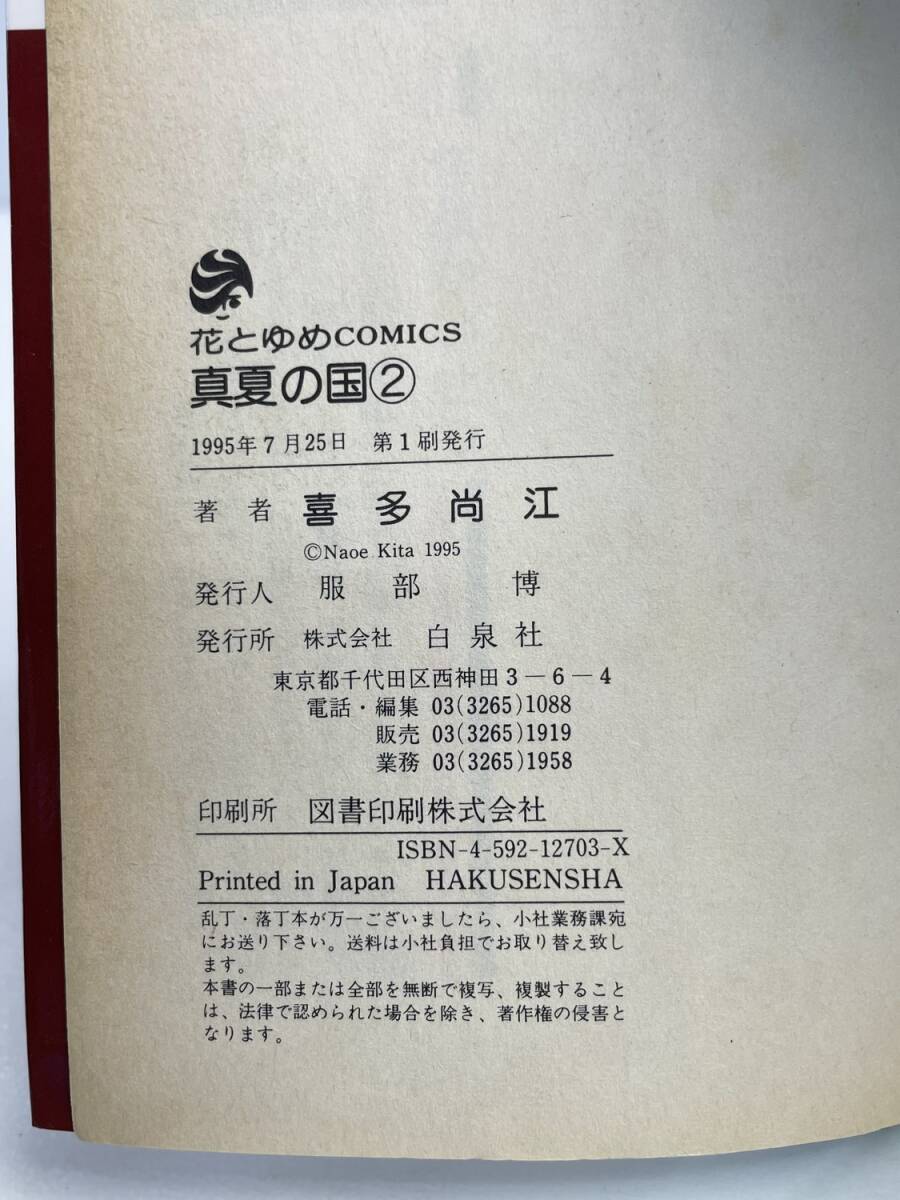 花とゆめCOMICS
真夏の国②
1995年7月25日 第1刷発行
著者 喜多尚江
©Naoe Kita 1995
発行人 服部 博
発行所 株式会社 白泉社
東京都千代田区西神田3-6-4
電話・編集 03(3265)1088
販売 03(3265)1919
業務 03(3265)1958
印刷所 図書印刷株式会社
ISBN-4-592-12703-X
Printed in Japan HAKUSENSHA
乱丁・落丁本が万一ございましたら、小社業務課宛
にお送り下さい。送料は小社負担でお取り替え致し
ます。
本書の一部または全部を無断で複写、複製すること
は、法律で認められた場合を除き、著作権の侵害と
なります。